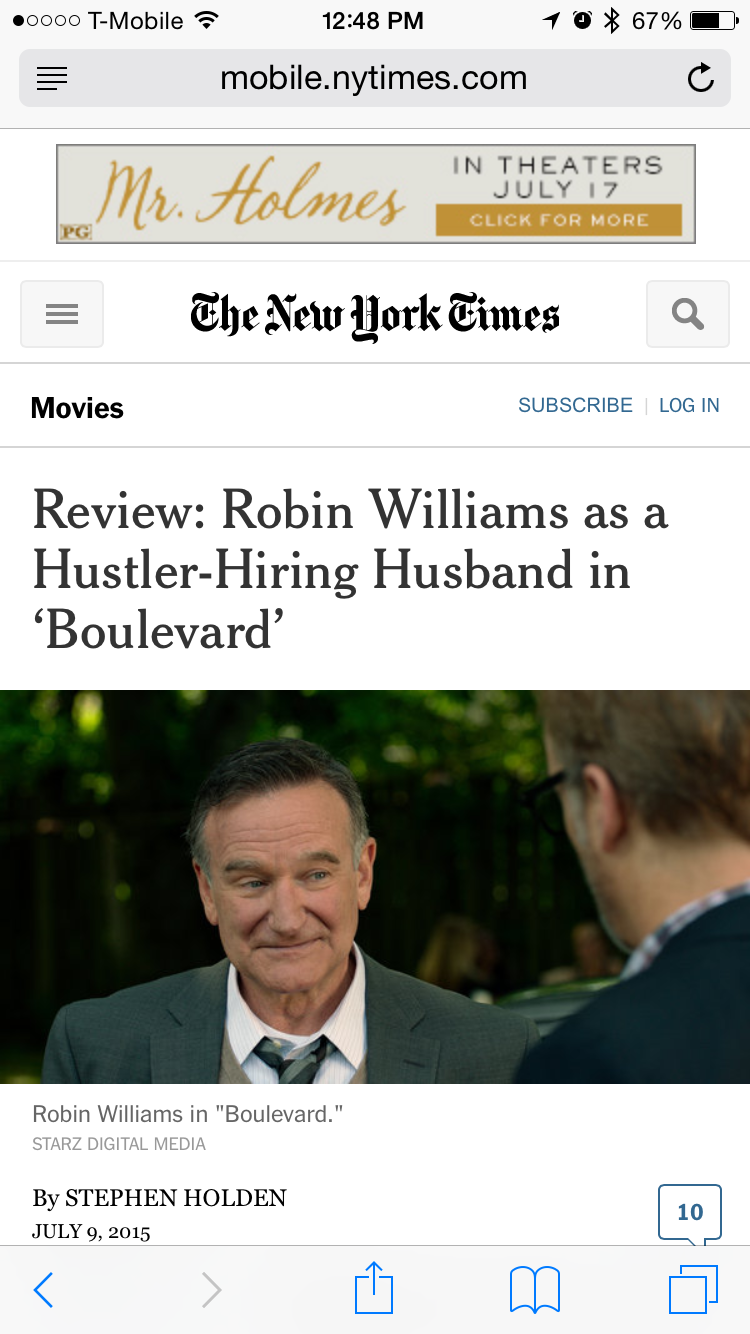 T-Mobile 12:48 PM 67%
mobile.nytimes.com
Mr. Holmes
PG
IN THEATERS
JULY 17
CLICK FOR MORE
The New York Times
Movies SUBSCRIBE | LOG IN
Review: Robin Williams as a
Hustler-Hiring Husband in
‘Boulevard’
Robin Williams in "Boulevard."
STARZ DIGITAL MEDIA
By STEPHEN HOLDEN
10
JULY 9, 2015